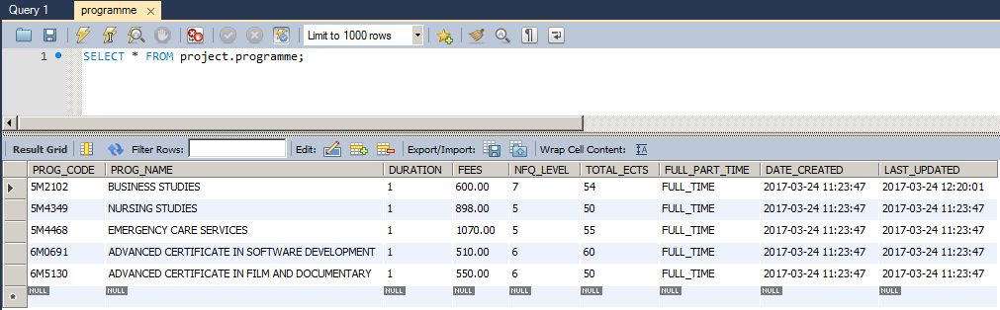 Query 1 programme ×
Limit to 1000 rows
1 SELECT * FROM project.programme;
Result Grid Filter Rows: Edit: Export/Import: Wrap Cell Content: IA
PROG_CODE PROG_NAME DURATION FEES NFQ_LEVEL TOTAL_ECTS FULL_PART_TIME DATE_CREATED LAST_UPDATED
5M2102 BUSINESS STUDIES 1 600.00 7 54 FULL_TIME 2017-03-24 11:23:47 2017-03-24 12:20:01
5M4349 NURSING STUDIES 1 898.00 5 50 FULL_TIME 2017-03-24 11:23:47 2017-03-24 11:23:47
5M4468 EMERGENCY CARE SERVICES 1 1070.00 5 55 FULL_TIME 2017-03-24 11:23:47 2017-03-24 11:23:47
6M0691 ADVANCED CERTIFICATE IN SOFTWARE DEVELOPMENT 1 510.00 6 60 FULL_TIME 2017-03-24 11:23:47 2017-03-24 11:23:47
6M5130 ADVANCED CERTIFICATE IN FILM AND DOCUMENTARY 1 550.00 6 50 FULL_TIME 2017-03-24 11:23:47 2017-03-24 11:23:47
* NULL NULL NULL NULL NULL NULL NULL NULL NULL